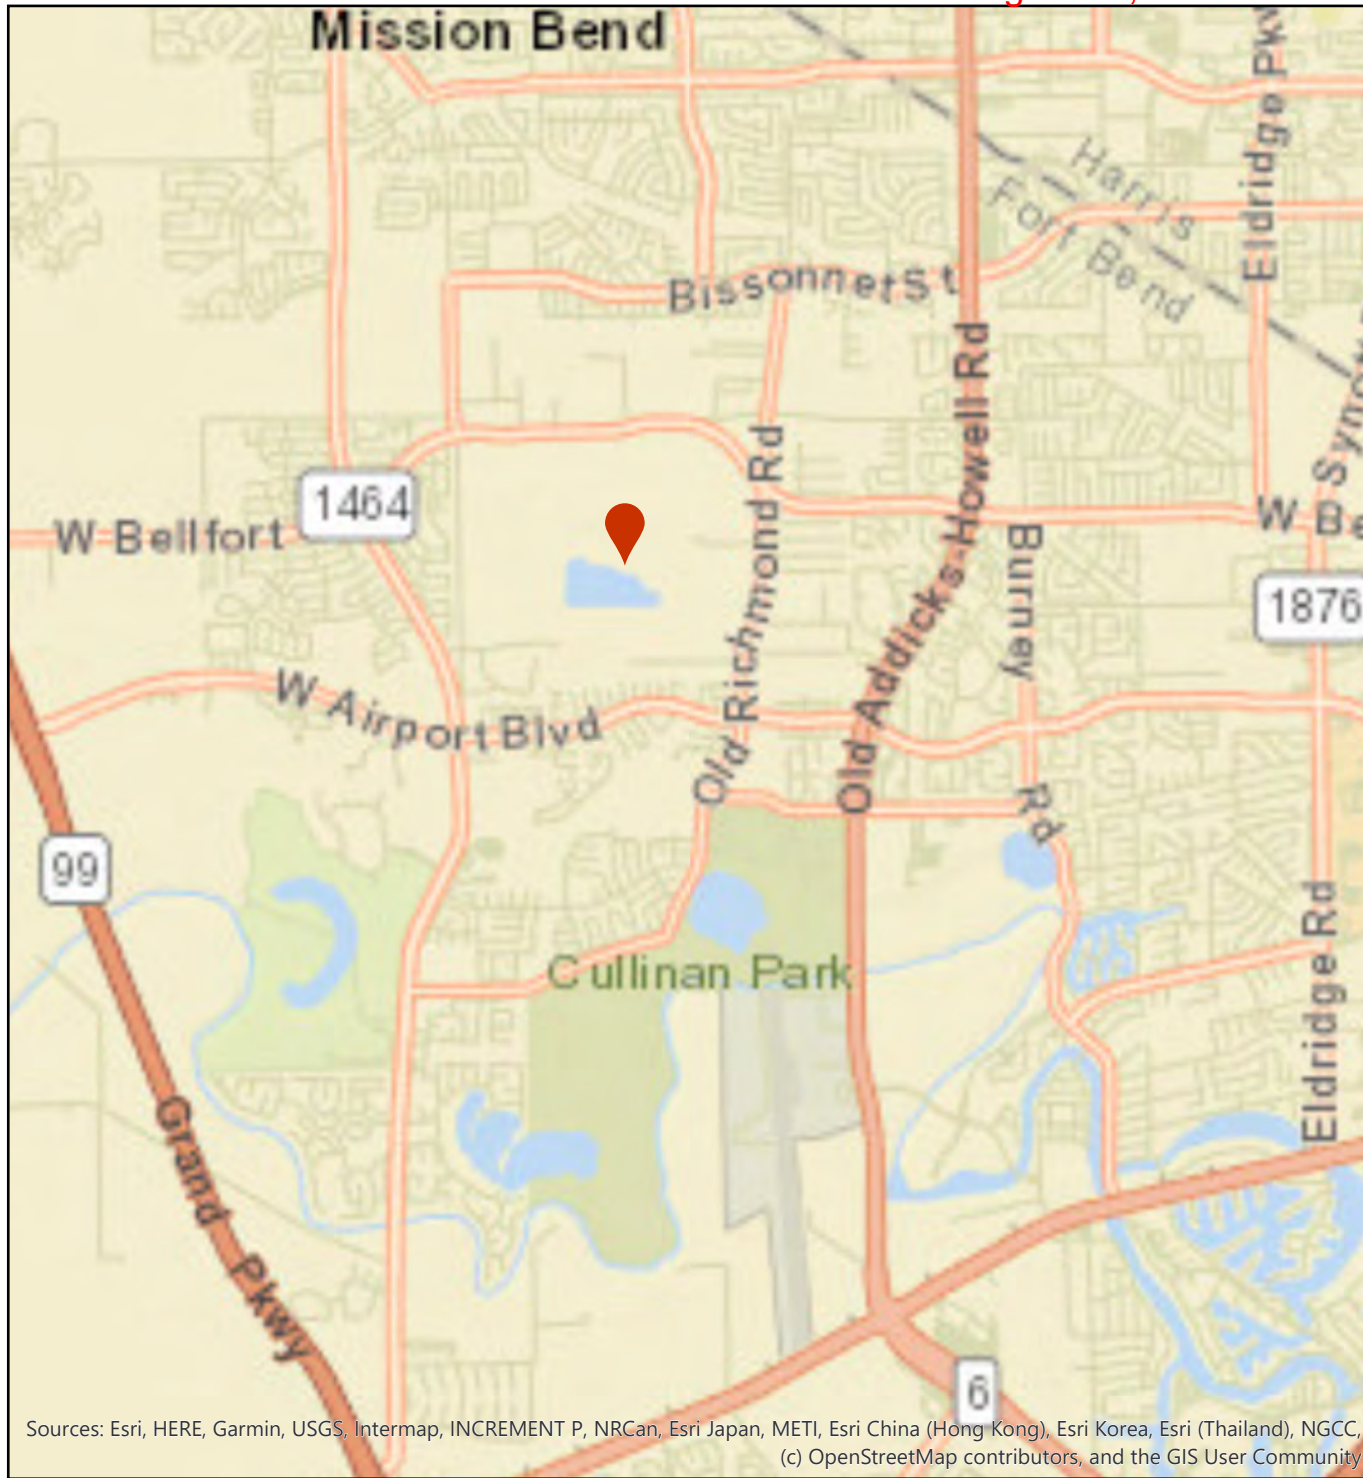 Mission Bend
Eldridge Pkwy
Harris
Fort Bend
Bissonnet St
Old Addicks-Howell Rd
Old Richmond Rd
1464
W Bellfort
W Be
Burney Rd
1876
W Airport Blvd
99
Cullinan Park
Eldridge Rd
Grand Pkwy
6
Sources: Esri, HERE, Garmin, USGS, Intermap, INCREMENT P, NRCan, Esri Japan, METI, Esri China (Hong Kong), Esri Korea, Esri (Thailand), NGCC,
(c) OpenStreetMap contributors, and the GIS User Community